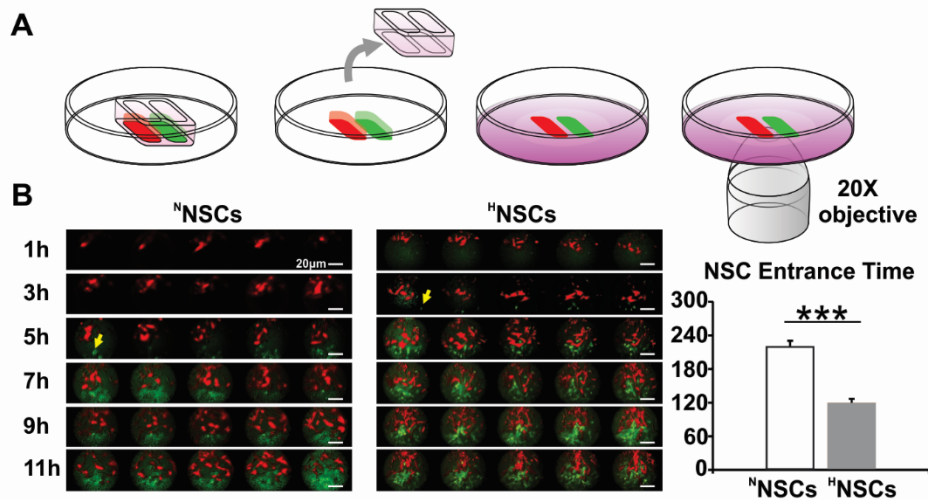 A
20X
objective
B
ᴺNSCs
ᴴNSCs
1h
20μm
3h
5h
7h
9h
11h
NSC Entrance Time
300
240
180
120
60
0
***
ᴺNSCs ᴴNSCs